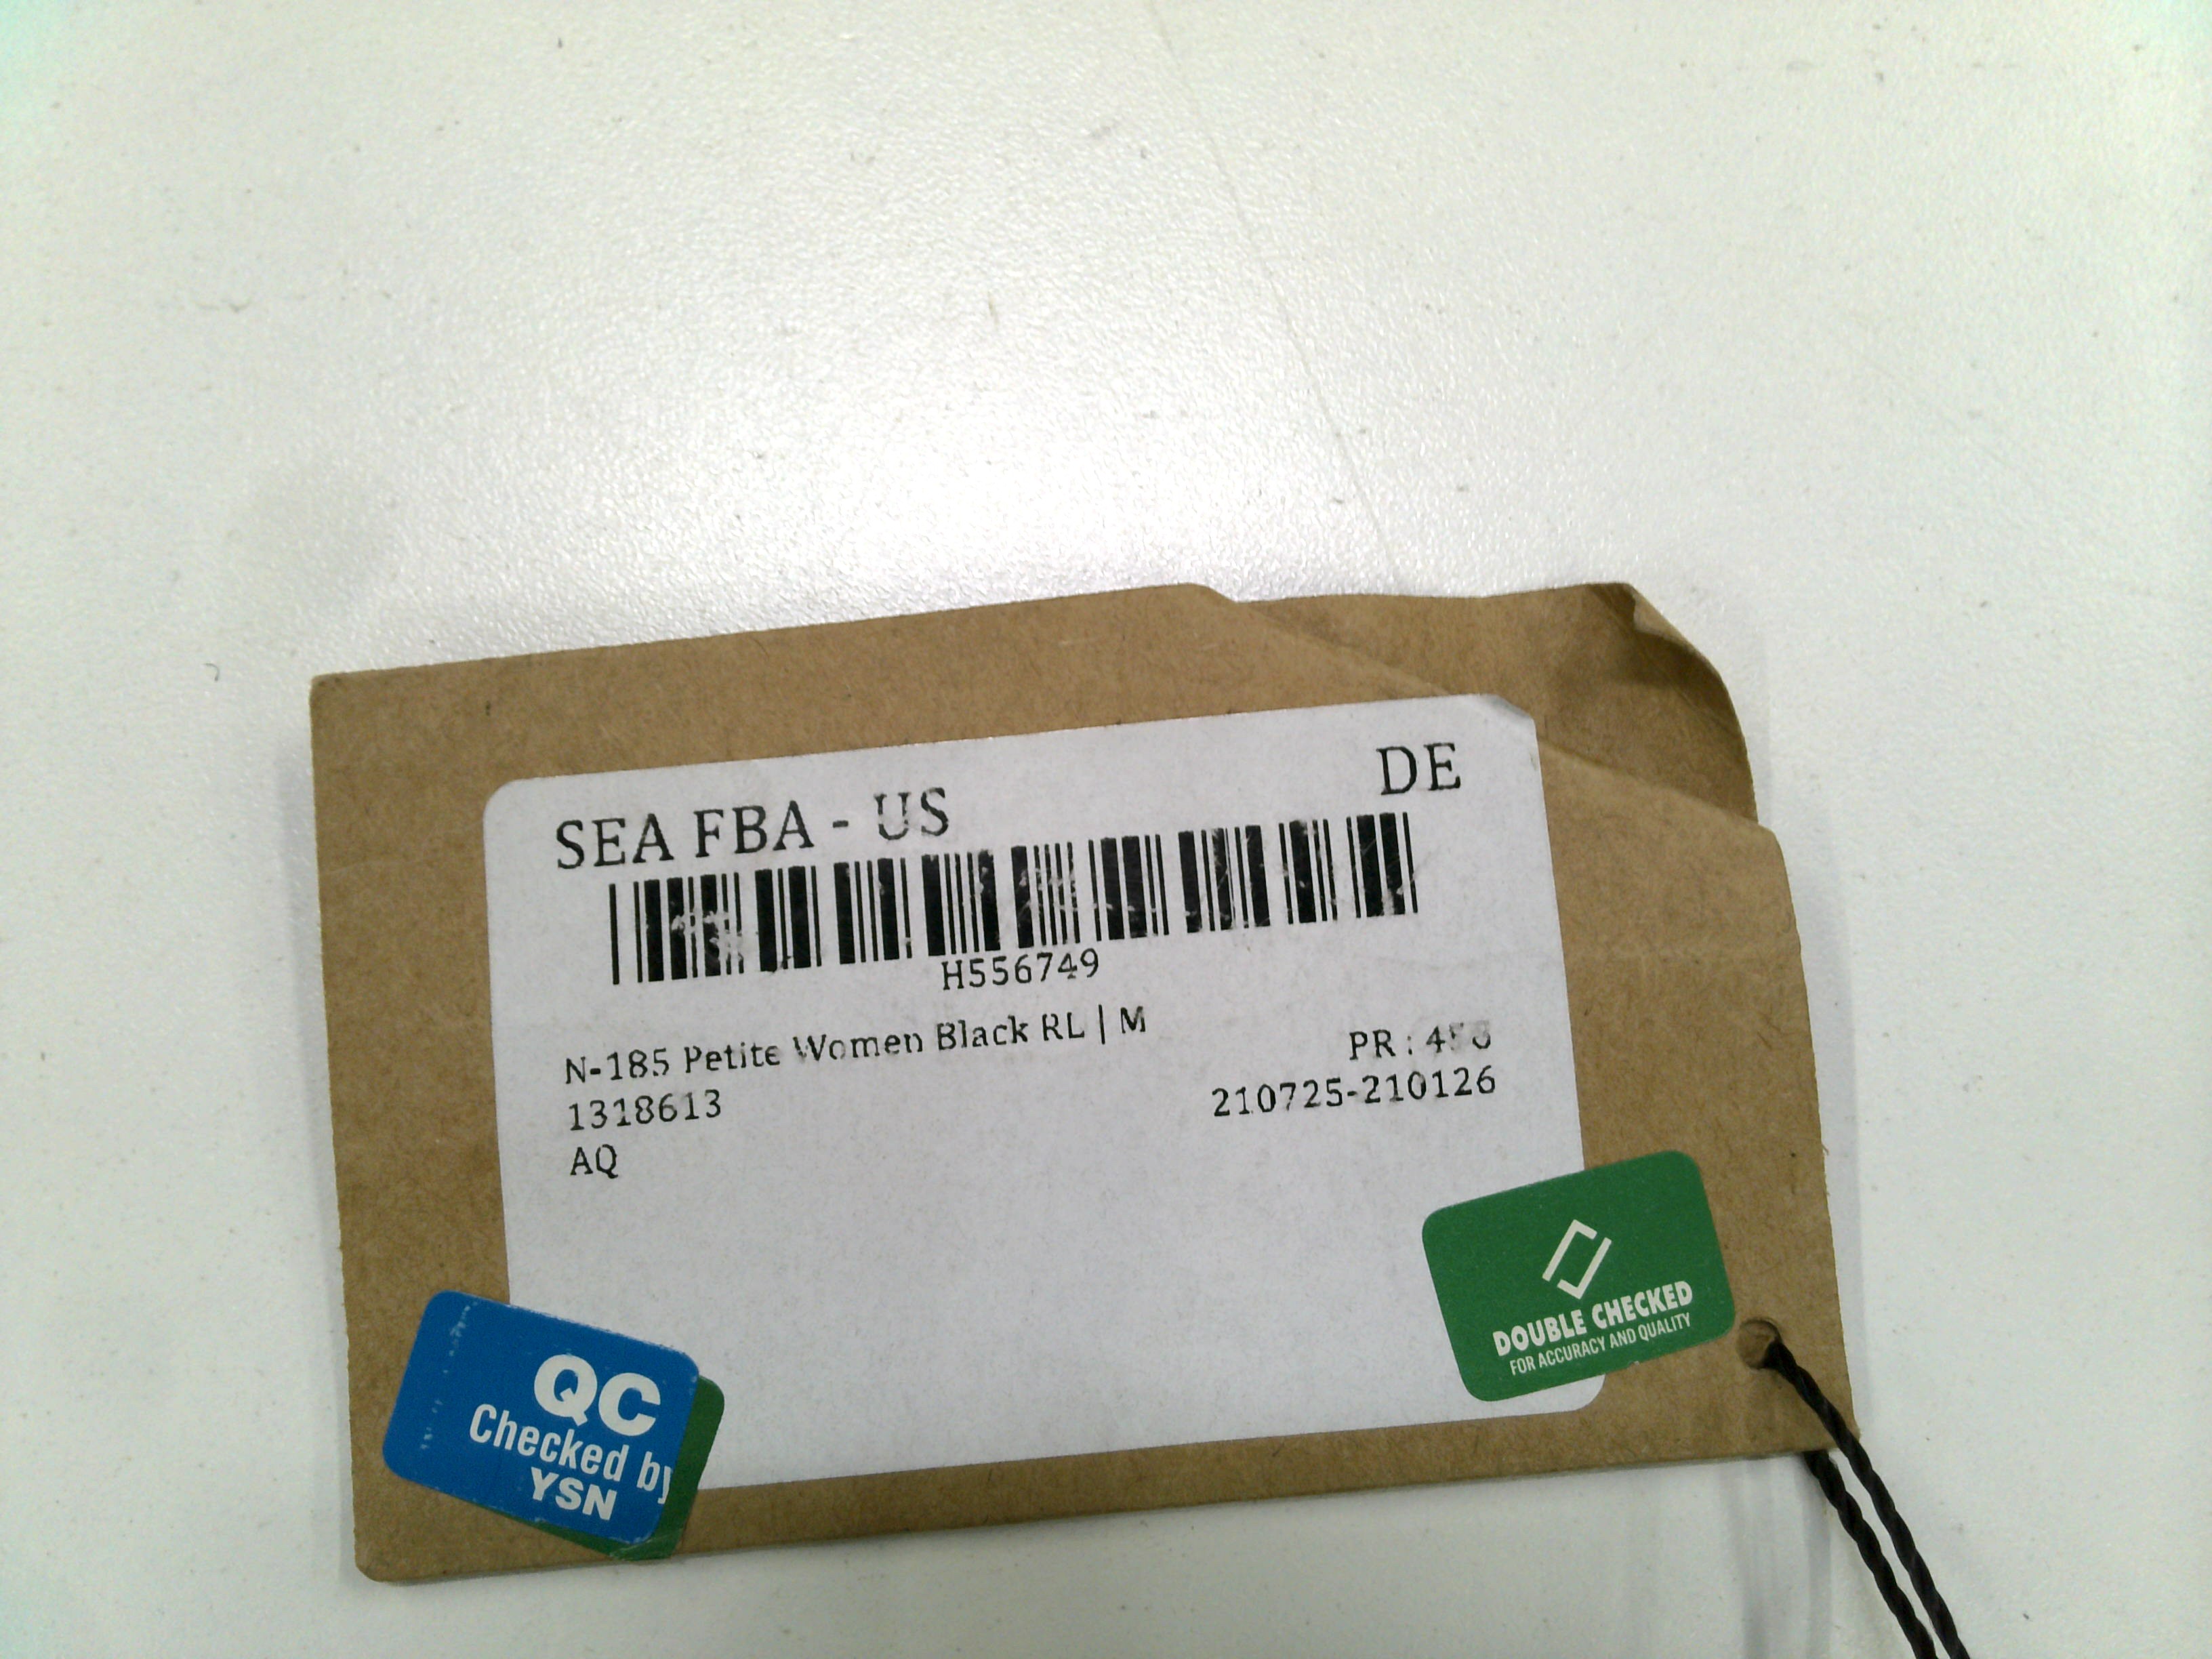 SEA FBA - US DE
H556749
N-185 Petite Women Black RL | M
PR :
1318613 210725-210126
AQ
DOUBLE CHECKED
FOR ACCURACY AND QUALITY
QC
Checked by
YSN